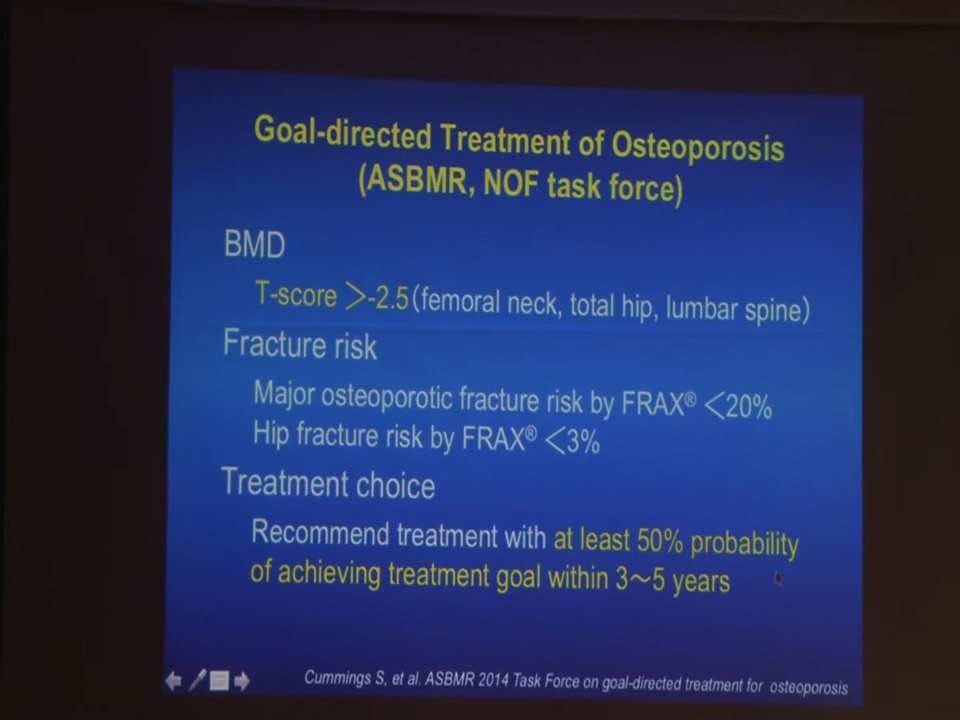 Goal-directed Treatment of Osteoporosis
(ASBMR, NOF task force)
BMD
T-score ＞-2.5(femoral neck, total hip, lumbar spine)
Fracture risk
Major osteoporotic fracture risk by FRAX® ＜20%
Hip fracture risk by FRAX® ＜3%
Treatment choice
Recommend treatment with at least 50% probability
of achieving treatment goal within 3～5 years
Cummings S, et al. ASBMR 2014 Task Force on goal-directed treatment for osteoporosis